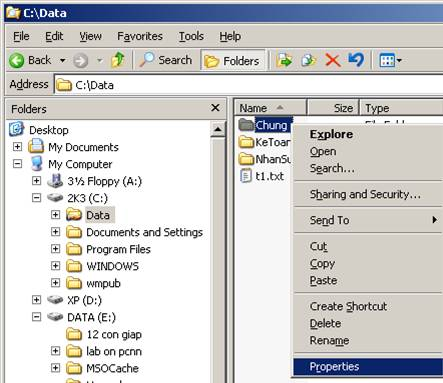 C:\Data
File Edit View Favorites Tools Help
Back Search Folders
Address C:\Data
Folders
Desktop
My Documents
My Computer
3½ Floppy (A:)
2K3 (C:)
Data
Documents and Settings
Program Files
WINDOWS
wmpub
XP (D:)
DATA (E:)
12 con giap
lab on pcnn
MSOCache
Name Size Type
Chung
KeToan
NhanSu
t1.txt
Explore
Open
Search...
Sharing and Security...
Send To
Cut
Copy
Paste
Create Shortcut
Delete
Rename
Properties